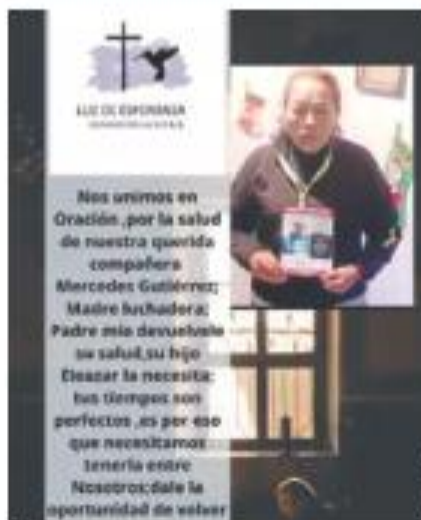 LUZ DE ESPERANZA
Nos unimos en
Oración ,por la salud
de nuestra querida
compañera
Mercedes Gutiérrez;
Madre luchadora;
Padre mio devuelvele
su salud,su hijo
Eleazar la necesita;
tus tiempos son
perfectos ,es por eso
que necesitamos
tenerla entre
Nosotros;dale la
oportunidad de volver